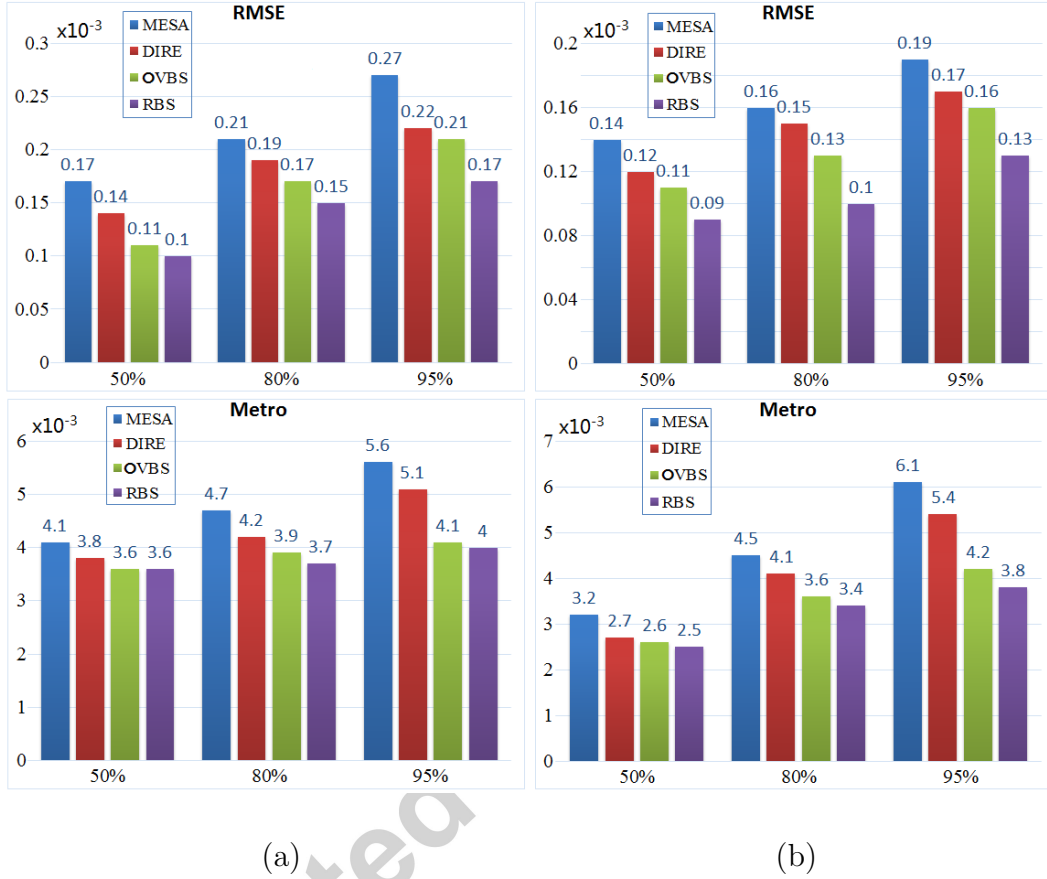 RMSE
x10-3
MESA
DIRE
OVBS
RBS
0.3
0.25
0.2
0.15
0.1
0.05
0
0.17
0.14
0.11
0.1
0.21
0.19
0.17
0.15
0.27
0.22
0.21
0.17
50% 80% 95%
RMSE
x10-3
MESA
DIRE
OVBS
RBS
0.2
0.16
0.12
0.08
0.04
0
0.14
0.12
0.11
0.09
0.16
0.15
0.13
0.1
0.19
0.17
0.16
0.13
50% 80% 95%
Metro
x10-3
MESA
DIRE
OVBS
RBS
6
5
4
3
2
1
0
4.1
3.8
3.6
3.6
4.7
4.2
3.9
3.7
5.6
5.1
4.1
4
50% 80% 95%
Metro
x10-3
MESA
DIRE
OVBS
RBS
7
6
5
4
3
2
1
0
3.2
2.7
2.6
2.5
4.5
4.1
3.6
3.4
6.1
5.4
4.2
3.8
50% 80% 95%
(a) (b)
ted